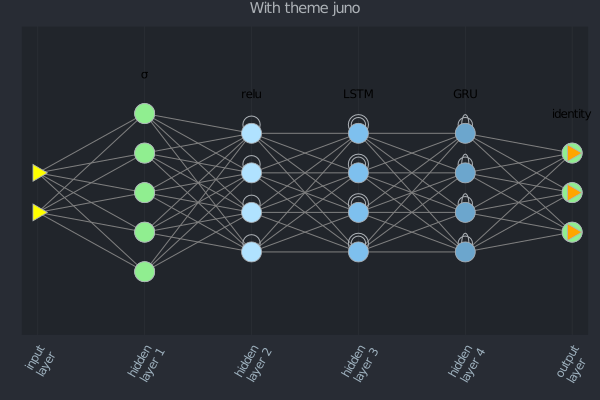 With theme juno
σ
relu
LSTM
GRU
identity
input
layer
hidden
layer 1
hidden
layer 2
hidden
layer 3
hidden
layer 4
output
layer